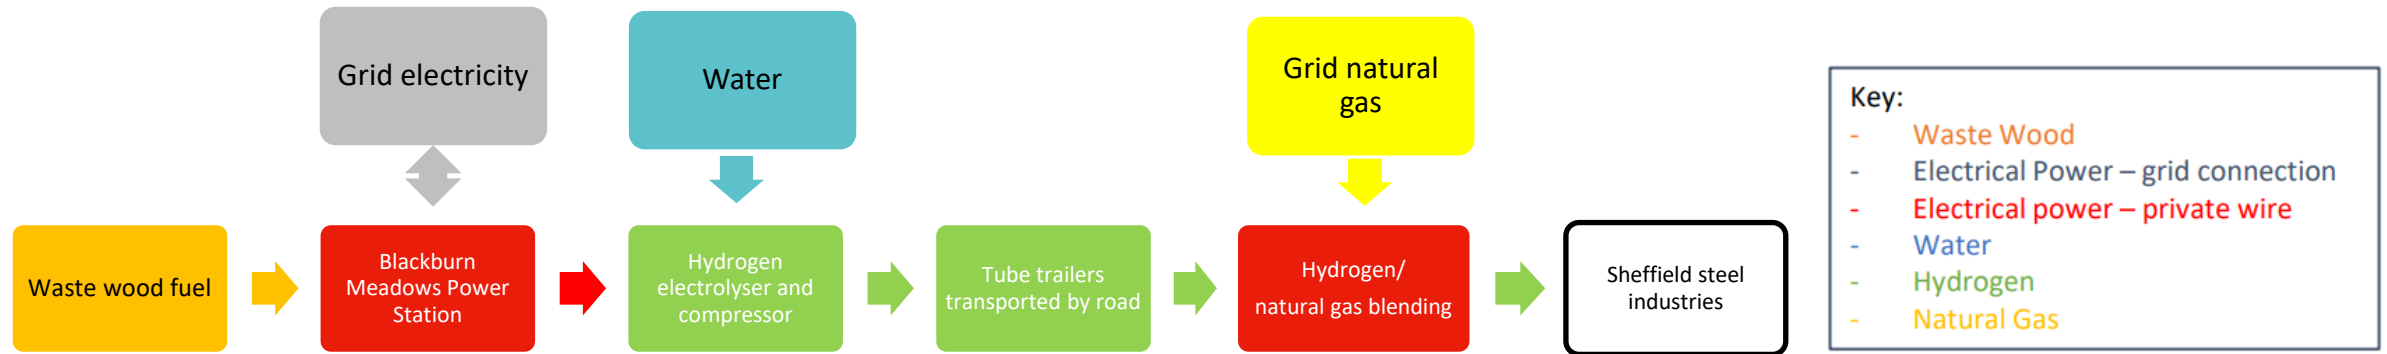 Grid electricity
Water
Grid natural
gas
Waste wood fuel
Blackburn
Meadows Power
Station
Hydrogen
electrolyser and
compressor
Tube trailers
transported by road
Hydrogen/
natural gas blending
Sheffield steel
industries
Key:
- Waste Wood
- Electrical Power – grid connection
- Electrical power – private wire
- Water
- Hydrogen
- Natural Gas